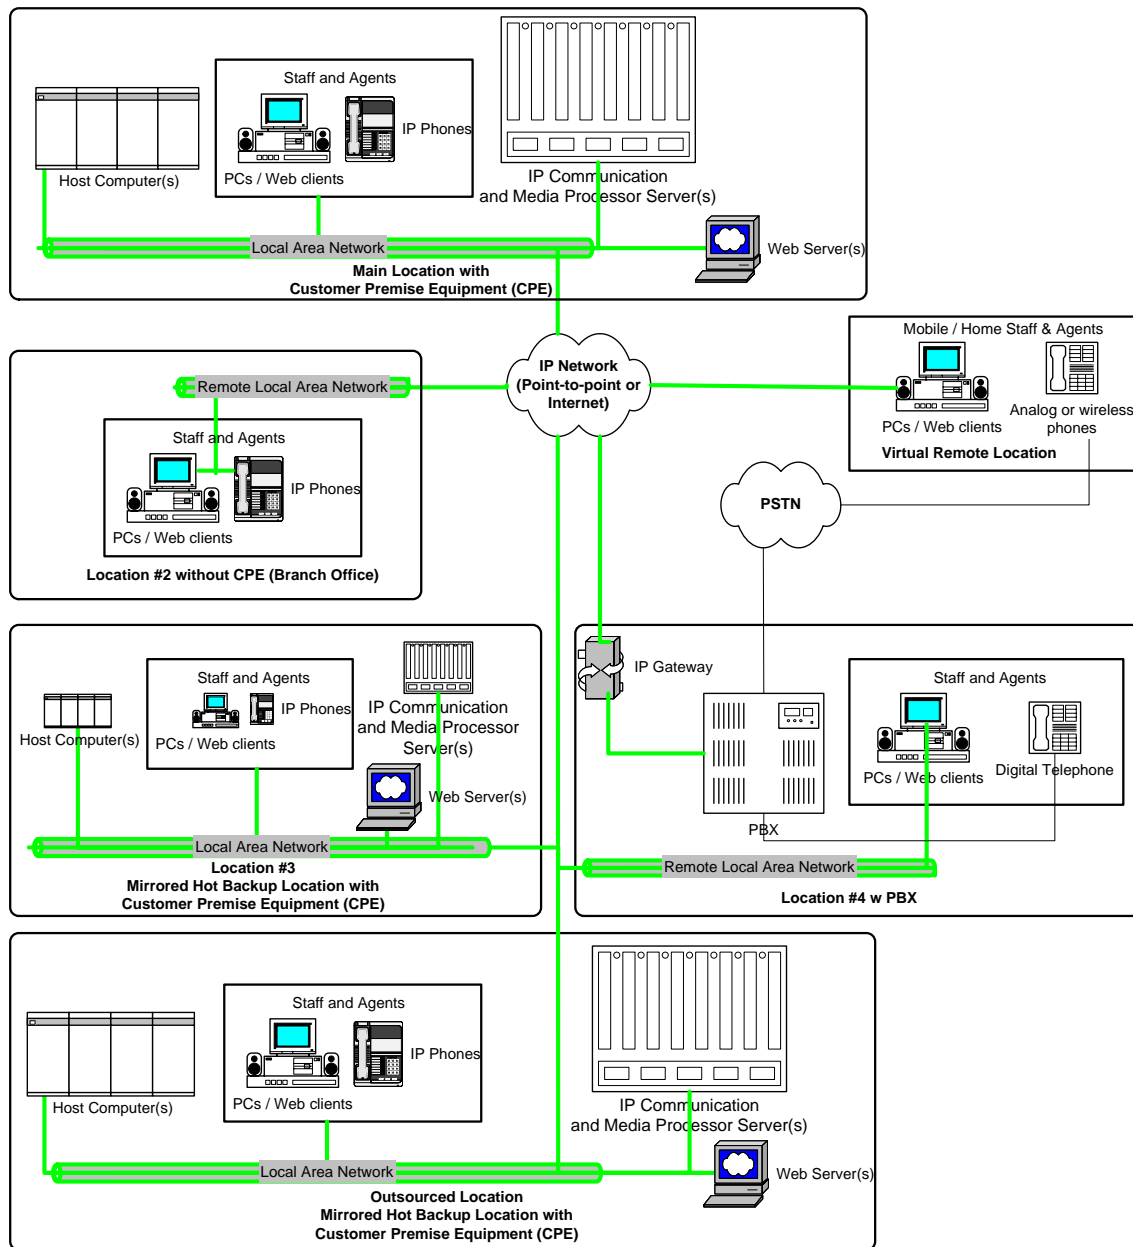 Staff and Agents
IP Phones
PCs / Web clients
Host Computer(s)
IP Communication
and Media Processor Server(s)
Local Area Network
Web Server(s)
Main Location with
Customer Premise Equipment (CPE)
IP Network
(Point-to-point or
Internet)
Mobile / Home Staff & Agents
PCs / Web clients
Analog or wireless
phones
Virtual Remote Location
Remote Local Area Network
Staff and Agents
IP Phones
PCs / Web clients
Location #2 without CPE (Branch Office)
PSTN
Staff and Agents
IP Phones
PCs / Web clients
Host Computer(s)
IP Communication
and Media Processor
Server(s)
Web Server(s)
Local Area Network
Location #3
Mirrored Hot Backup Location with
Customer Premise Equipment (CPE)
IP Gateway
Staff and Agents
PCs / Web clients
Digital Telephone
PBX
Remote Local Area Network
Location #4 w PBX
Staff and Agents
IP Phones
PCs / Web clients
Host Computer(s)
IP Communication
and Media Processor Server(s)
Local Area Network
Web Server(s)
Outsourced Location
Mirrored Hot Backup Location with
Customer Premise Equipment (CPE)